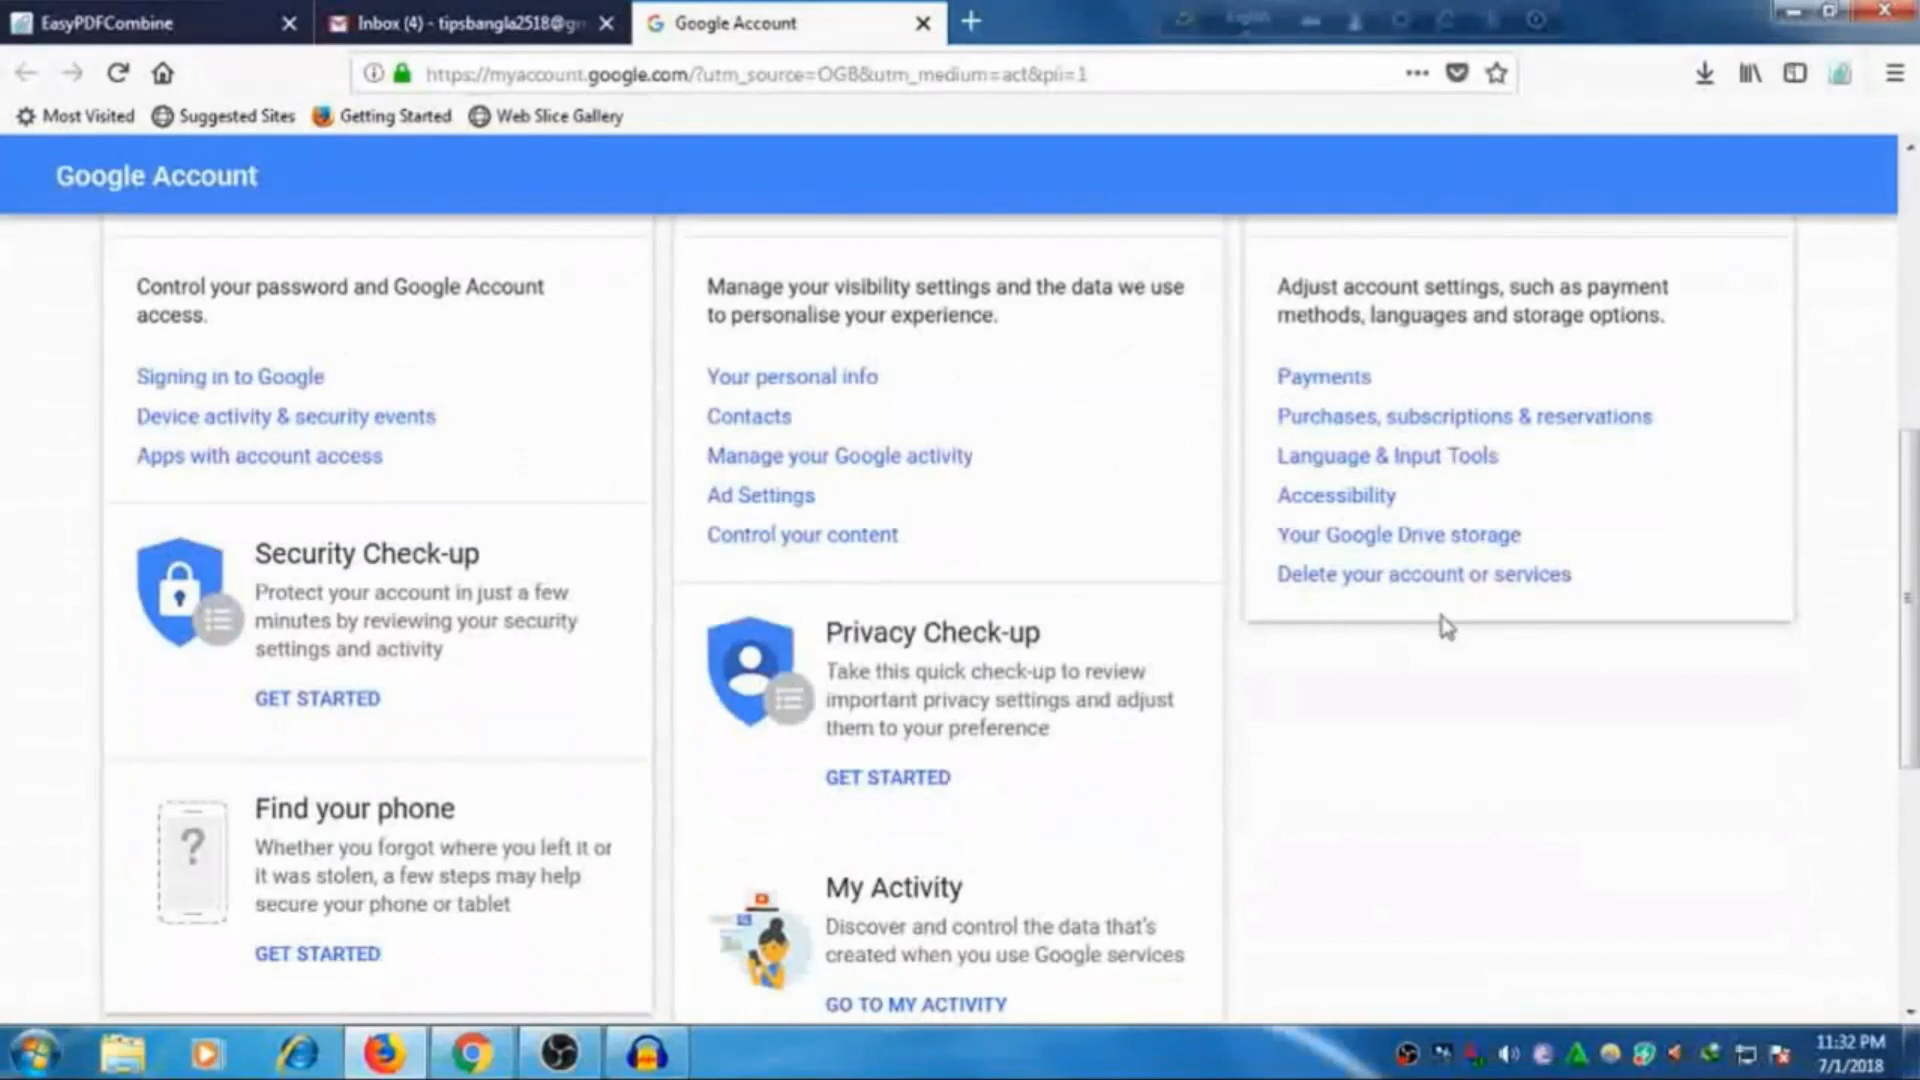 EasyPDFCombine
Inbox (4) - tipsbangla2518@g
Google Account
https://myaccount.google.com/?utm_source=OGB&utm_medium=act&pli=1
Most Visited
Suggested Sites
Getting Started
Web Slice Gallery
Google Account
Control your password and Google Account
access.
Signing in to Google
Device activity & security events
Apps with account access
Security Check-up
Protect your account in just a few
minutes by reviewing your security
settings and activity
GET STARTED
Find your phone
Whether you forgot where you left it or
it was stolen, a few steps may help
secure your phone or tablet
GET STARTED
Manage your visibility settings and the data we use
to personalise your experience.
Your personal info
Contacts
Manage your Google activity
Ad Settings
Control your content
Privacy Check-up
Take this quick check-up to review
important privacy settings and adjust
them to your preference
GET STARTED
My Activity
Discover and control the data that's
created when you use Google services
GO TO MY ACTIVITY
Adjust account settings, such as payment
methods, languages and storage options.
Payments
Purchases, subscriptions & reservations
Language & Input Tools
Accessibility
Your Google Drive storage
Delete your account or services
11:32 PM
7/1/2018